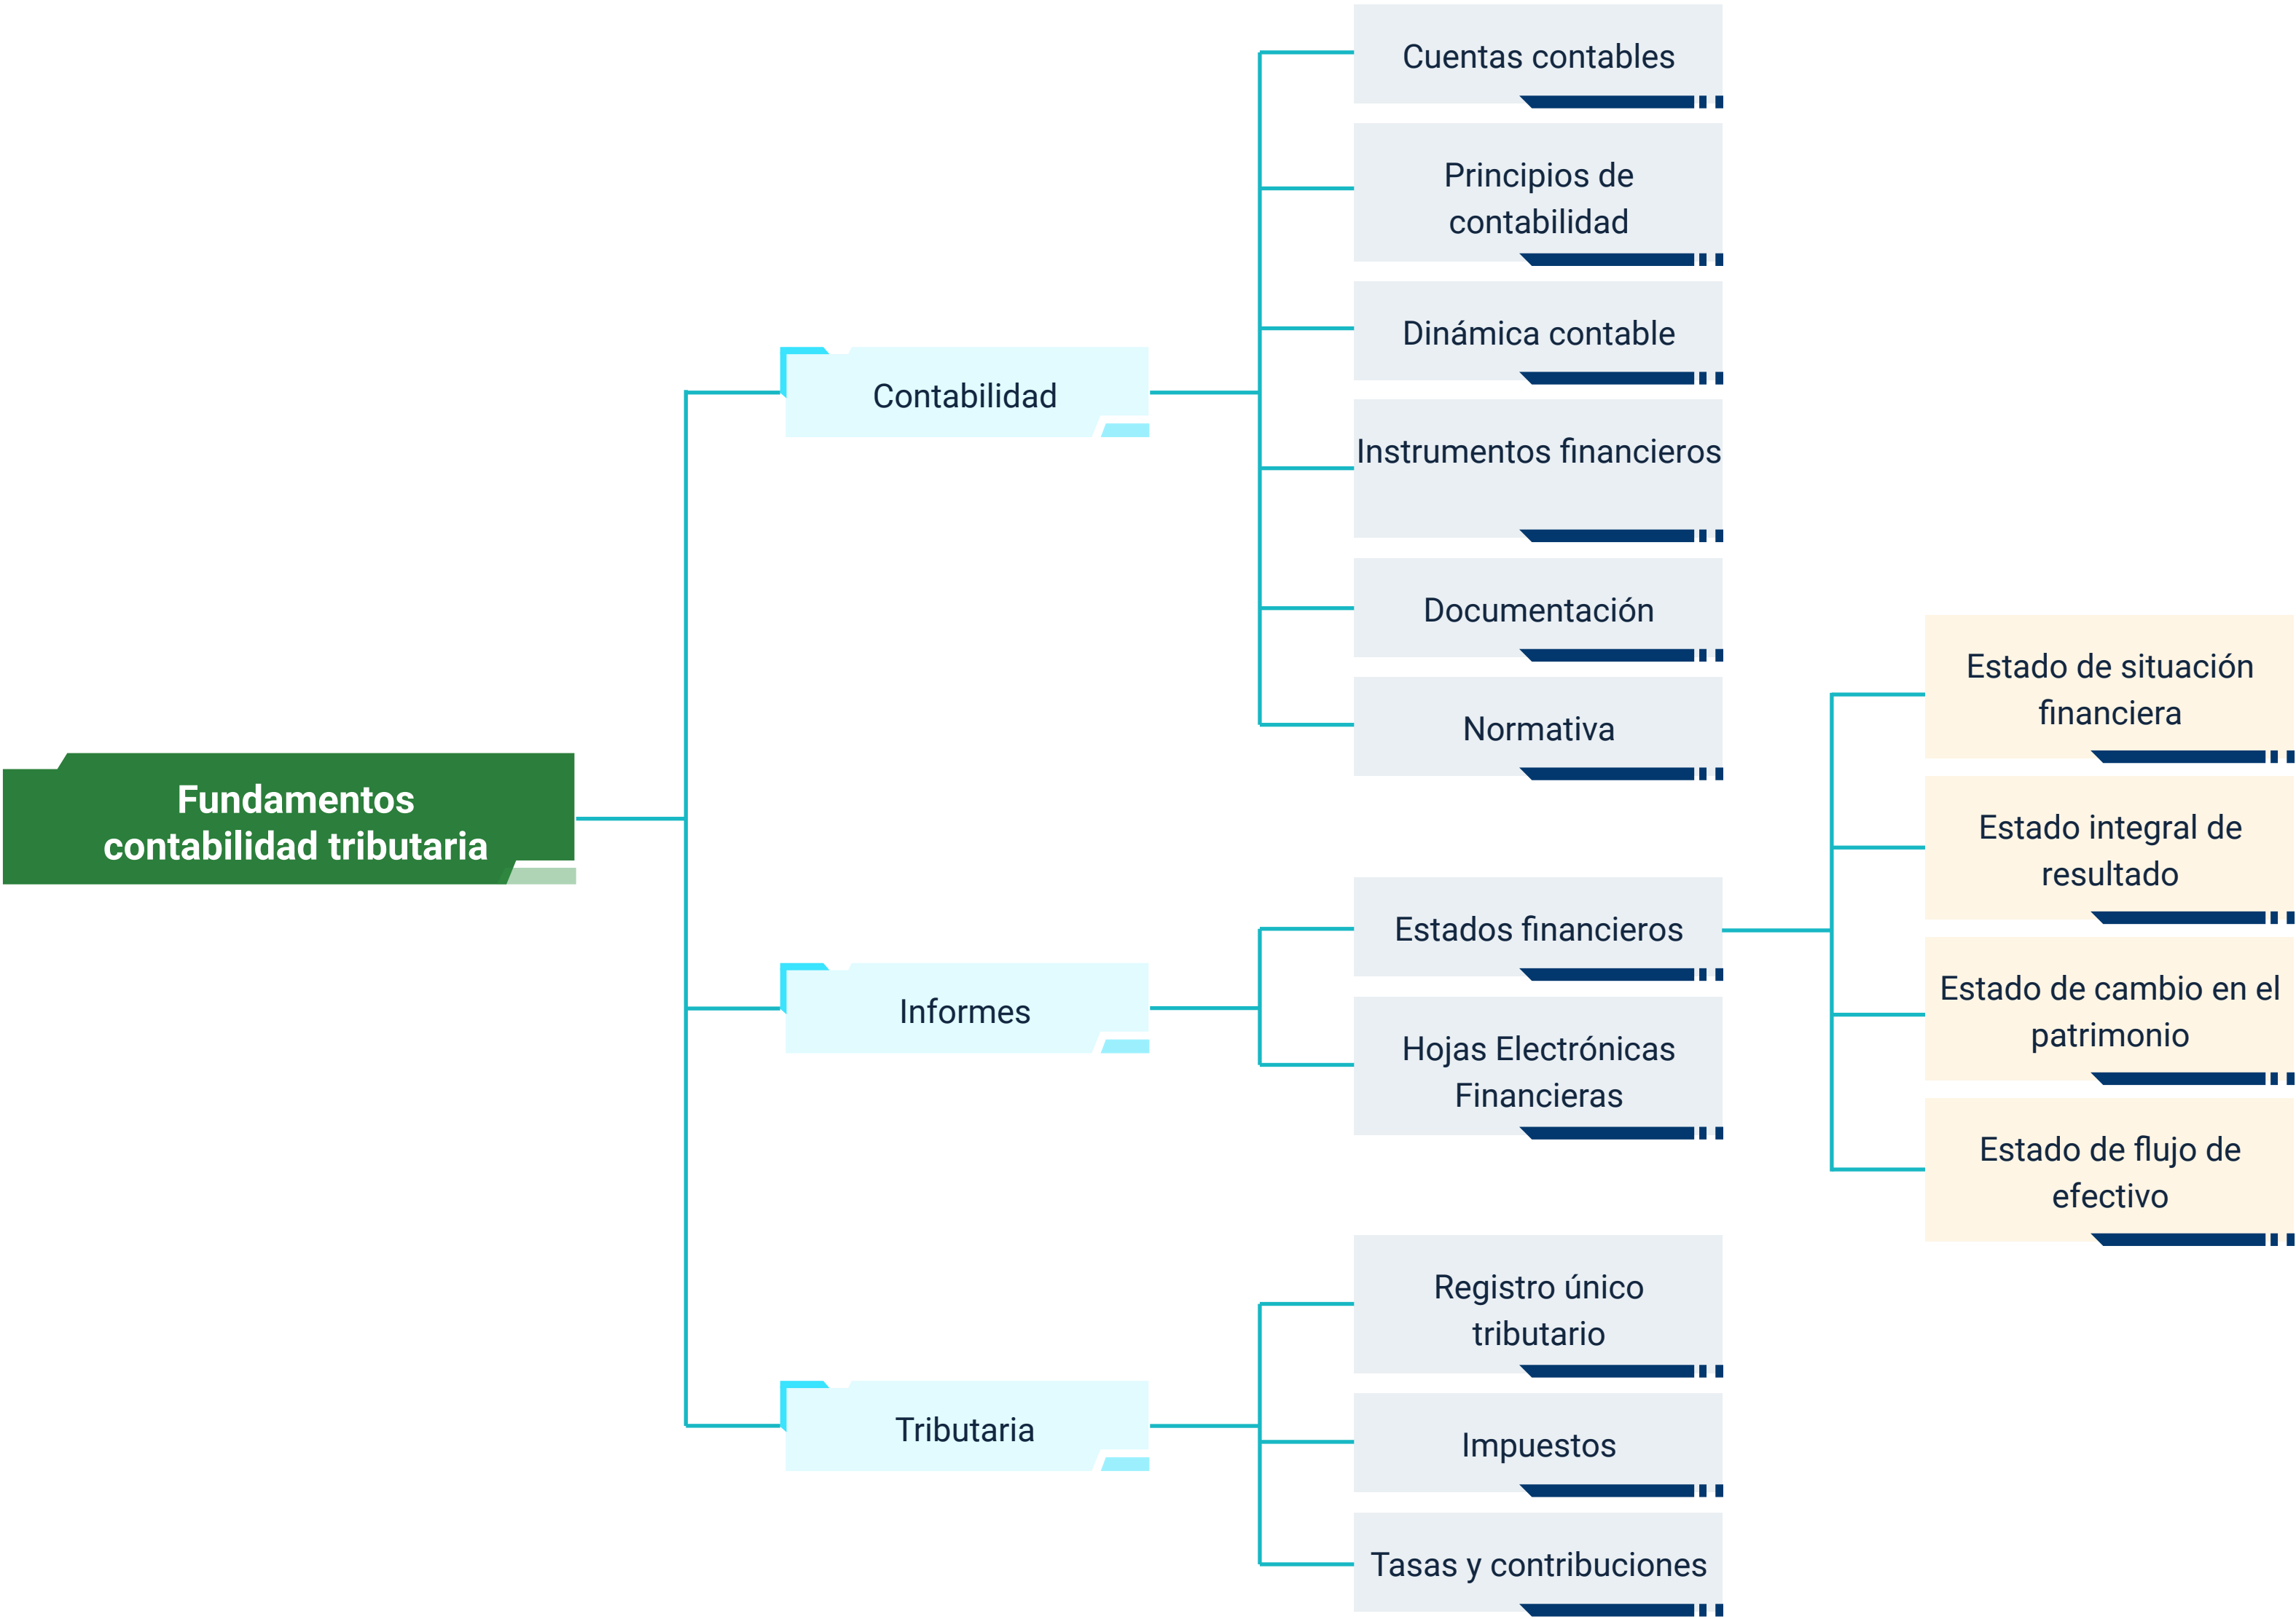 Fundamentos
contabilidad tributaria
Contabilidad
Cuentas contables
Principios de
contabilidad
Dinámica contable
Instrumentos financieros
Documentación
Normativa
Informes
Estados financieros
Estado de situación
financiera
Estado integral de
resultado
Estado de cambio en el
patrimonio
Estado de flujo de
efectivo
Hojas Electrónicas
Financieras
Tributaria
Registro único
tributario
Impuestos
Tasas y contribuciones